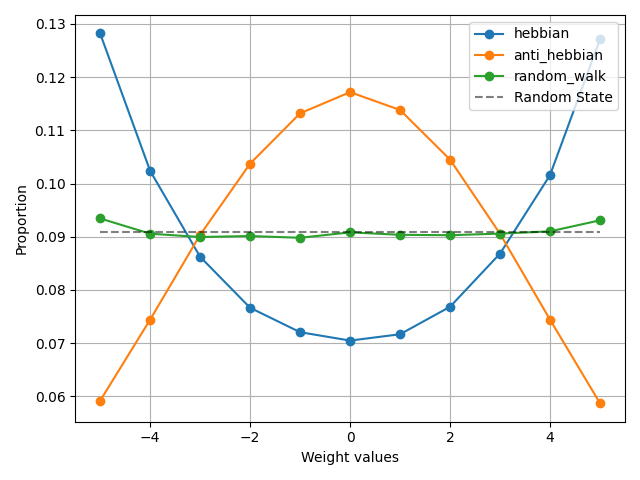 0.13
0.12
0.11
0.10
0.09
0.08
0.07
0.06
Proportion
hebbian
anti_hebbian
random_walk
Random State
−4
−2
0
2
4
Weight values